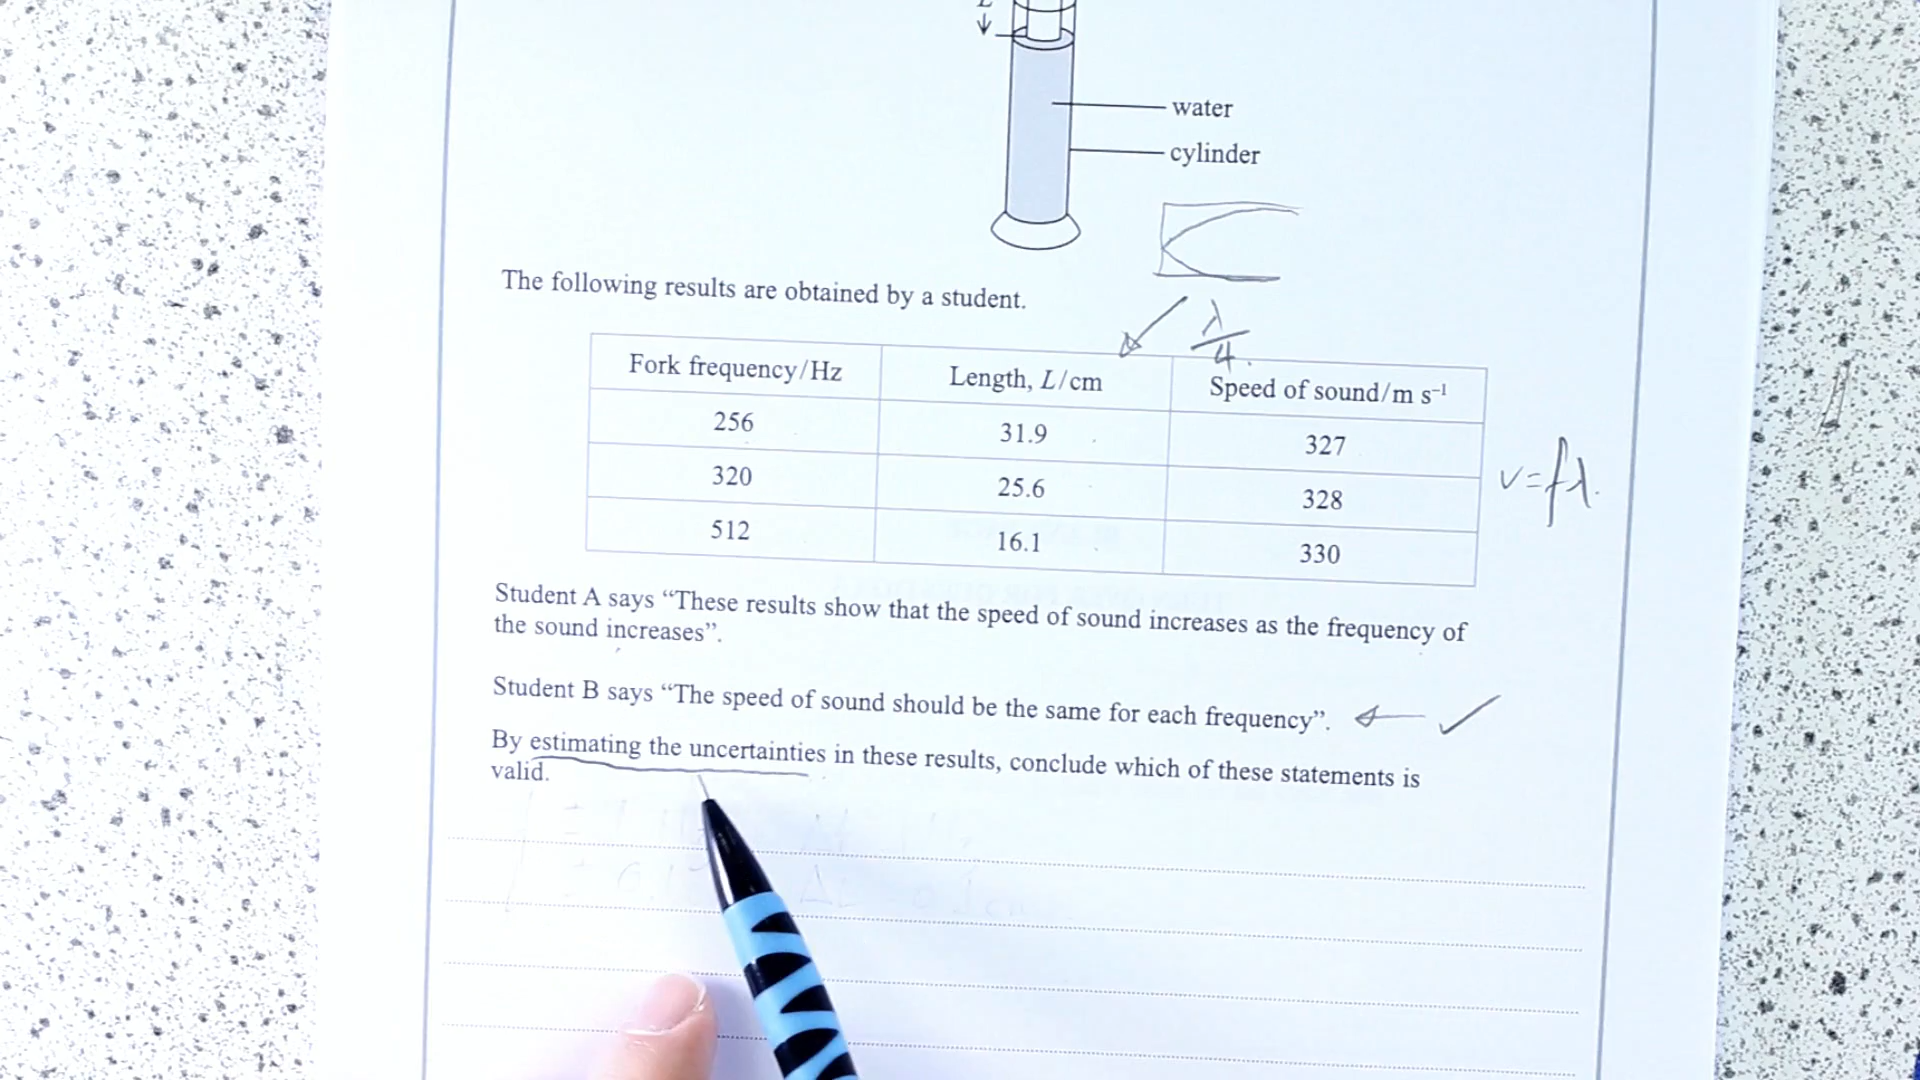 water
cylinder
The following results are obtained by a student.
λ/4
Fork frequency/Hz Length, L/cm Speed of sound/m s⁻¹
256 31.9 327
320 25.6 328
512 16.1 330
v=fλ.
Student A says “These results show that the speed of sound increases as the frequency of
the sound increases”.
Student B says “The speed of sound should be the same for each frequency”.
By estimating the uncertainties in these results, conclude which of these statements is
valid.